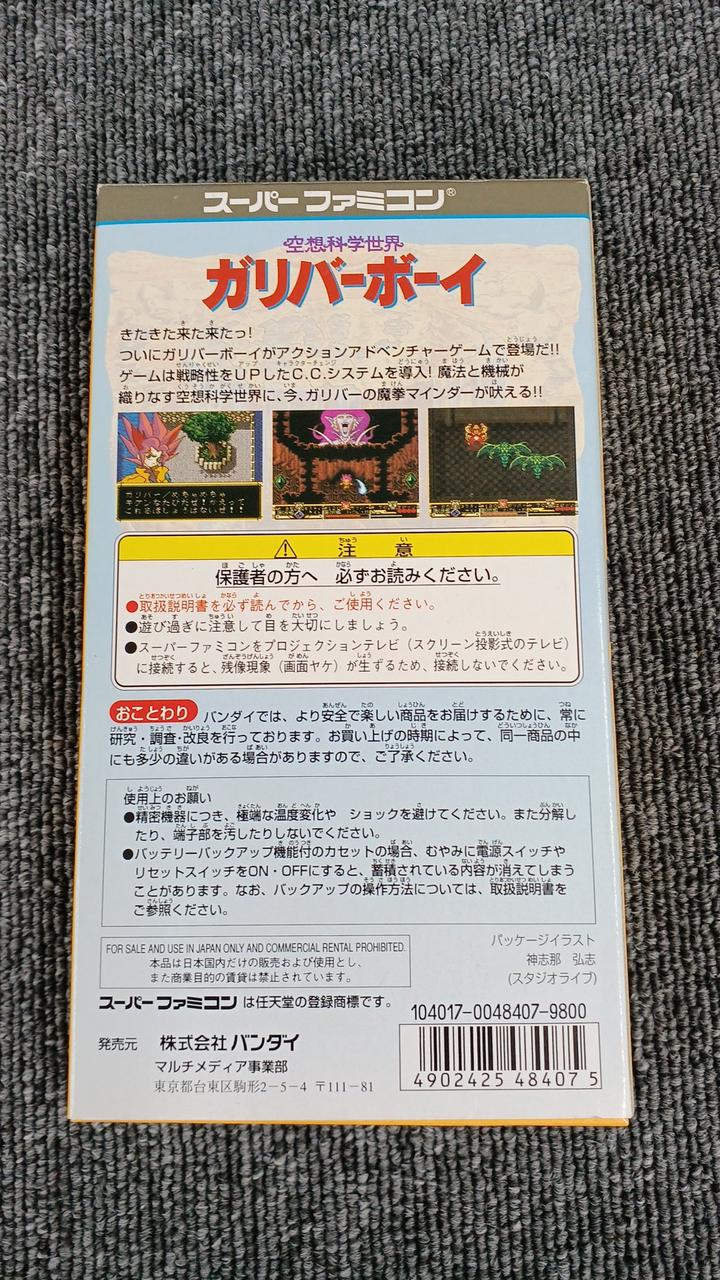 スーパーファミコン®
空想科学世界
ガリバーボーイ
きたきた来た来たたっ!
ついにガリバーボーイがアクションアドベンチャーゲームで登場だ!!
ゲームは戦略性をUPしたC.C.システムを導入! 魔法と機械が
織りなす空想科学世界に、今、ガリバーの魔拳マインダーが吠える!!
⚠ 注意
保護者の方へ 必ずお読みください。
●取扱説明書を必ず読んでから、ご使用ください。
●遊び過ぎに注意して目を大切にしましょう。
●スーパーファミコンをプロジェクションテレビ(スクリーン投影式のテレビ)
に接続すると、残像現象(画面ヤケ)が生ずるため、接続しないでください。
おことわり バンダイでは、より安全で楽しい商品をお届けするために、常に
研究・調査・改良を行っております。お買い上げの時期によって、同一商品の中
にも多少の違いがある場合がありますので、ご了承ください。
使用上のお願い
●精密機器につき、極端な温度変化や ショックを避けてください。また分解し
たり、端子部を汚したりしないでください。
●バッテリーバックアップ機能付のカセットの場合、むやみに電源スイッチや
リセットスイッチをON・OFFにすると、蓄積されている内容が消えてしまう
ことがあります。なお、バックアップの操作方法については、取扱説明書を
ご参照ください。
FOR SALE AND USE IN JAPAN ONLY AND COMMERCIAL RENTAL PROHIBITED.
本品は日本国内だけの販売および使用とし、
また商業目的の賃貸は禁止されています。
パッケージイラスト
神志那 弘志
(スタジオライブ)
スーパーファミコン は任天堂の登録商標です。
104017-0048407-9800
発売元 株式会社 バンダイ
マルチメディア事業部
東京都台東区駒形2-5-4 〒111-81
4902425484075